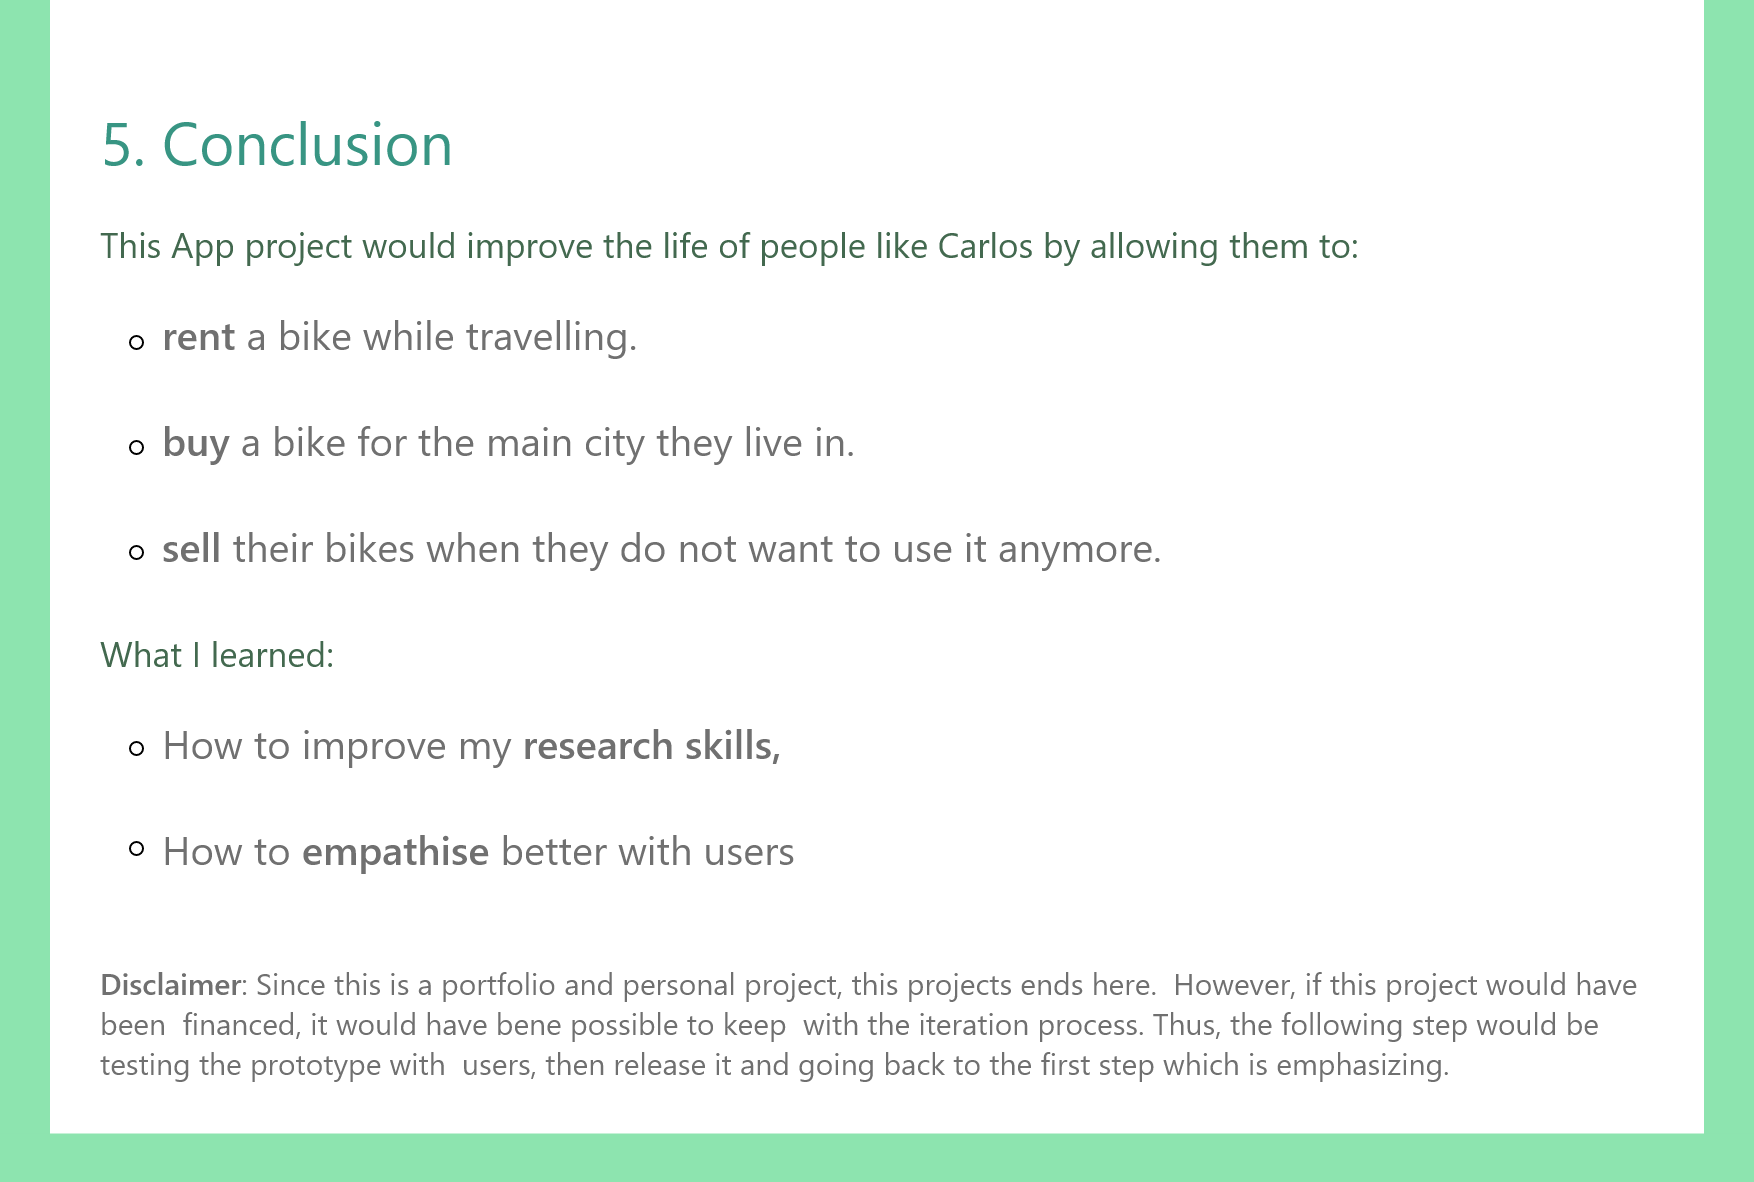 5. Conclusion
This App project would improve the life of people like Carlos by allowing them to:
rent a bike while travelling.
buy a bike for the main city they live in.
sell their bikes when they do not want to use it anymore.
What I learned:
How to improve my research skills,
How to empathise better with users
Disclaimer: Since this is a portfolio and personal project, this projects ends here.  However, if this project would have
been  financed, it would have bene possible to keep  with the iteration process. Thus, the following step would be
testing the prototype with  users, then release it and going back to the first step which is emphasizing.